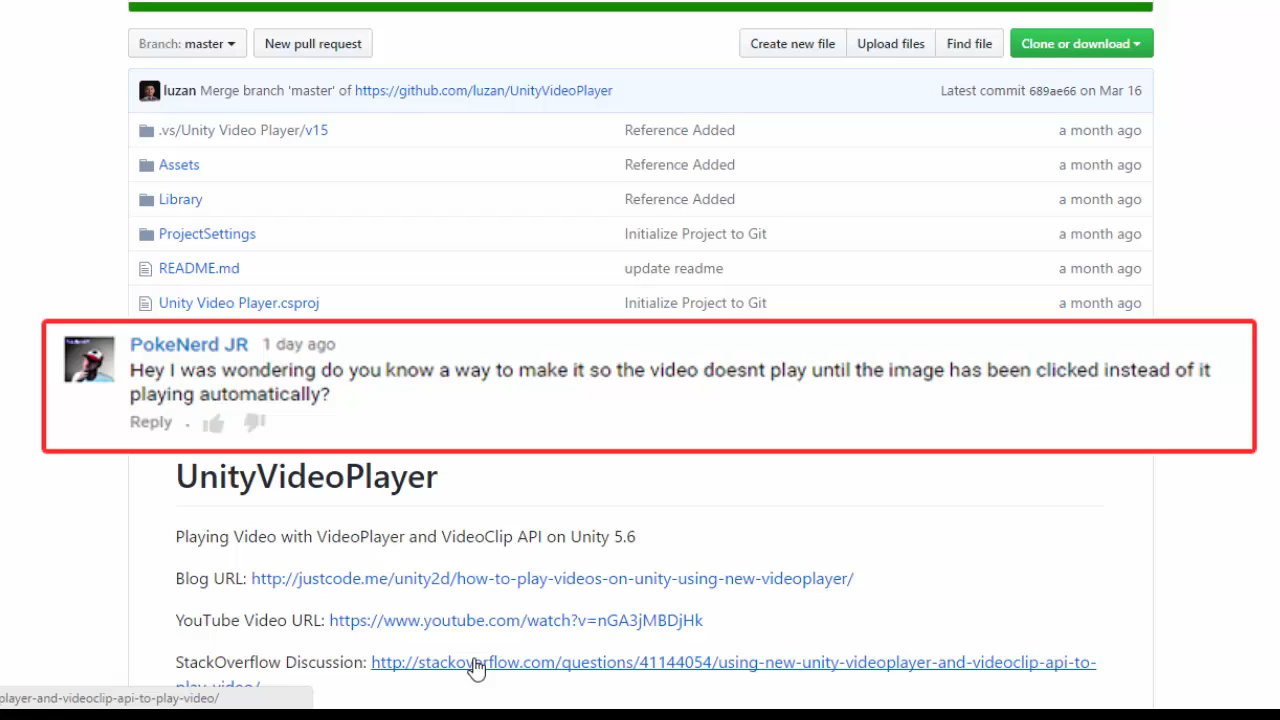 Branch: master
New pull request
Create new file
Upload files
Find file
Clone or download
luzan Merge branch 'master' of https://github.com/luzan/UnityVideoPlayer
Latest commit 689ae66 on Mar 16
.vs/Unity Video Player/v15 Reference Added a month ago
Assets Reference Added a month ago
Library Reference Added a month ago
ProjectSettings Initialize Project to Git a month ago
README.md update readme a month ago
Unity Video Player.csproj Initialize Project to Git a month ago
PokeNerd JR 1 day ago
Hey I was wondering do you know a way to make it so the video doesnt play until the image has been clicked instead of it
playing automatically?
Reply .
UnityVideoPlayer
Playing Video with VideoPlayer and VideoClip API on Unity 5.6
Blog URL: http://justcode.me/unity2d/how-to-play-videos-on-unity-using-new-videoplayer/
YouTube Video URL: https://www.youtube.com/watch?v=nGA3jMBDjHk
StackOverflow Discussion: http://stackoverflow.com/questions/41144054/using-new-unity-videoplayer-and-videoclip-api-to-
play-video/
player-and-videoclip-api-to-play-video/